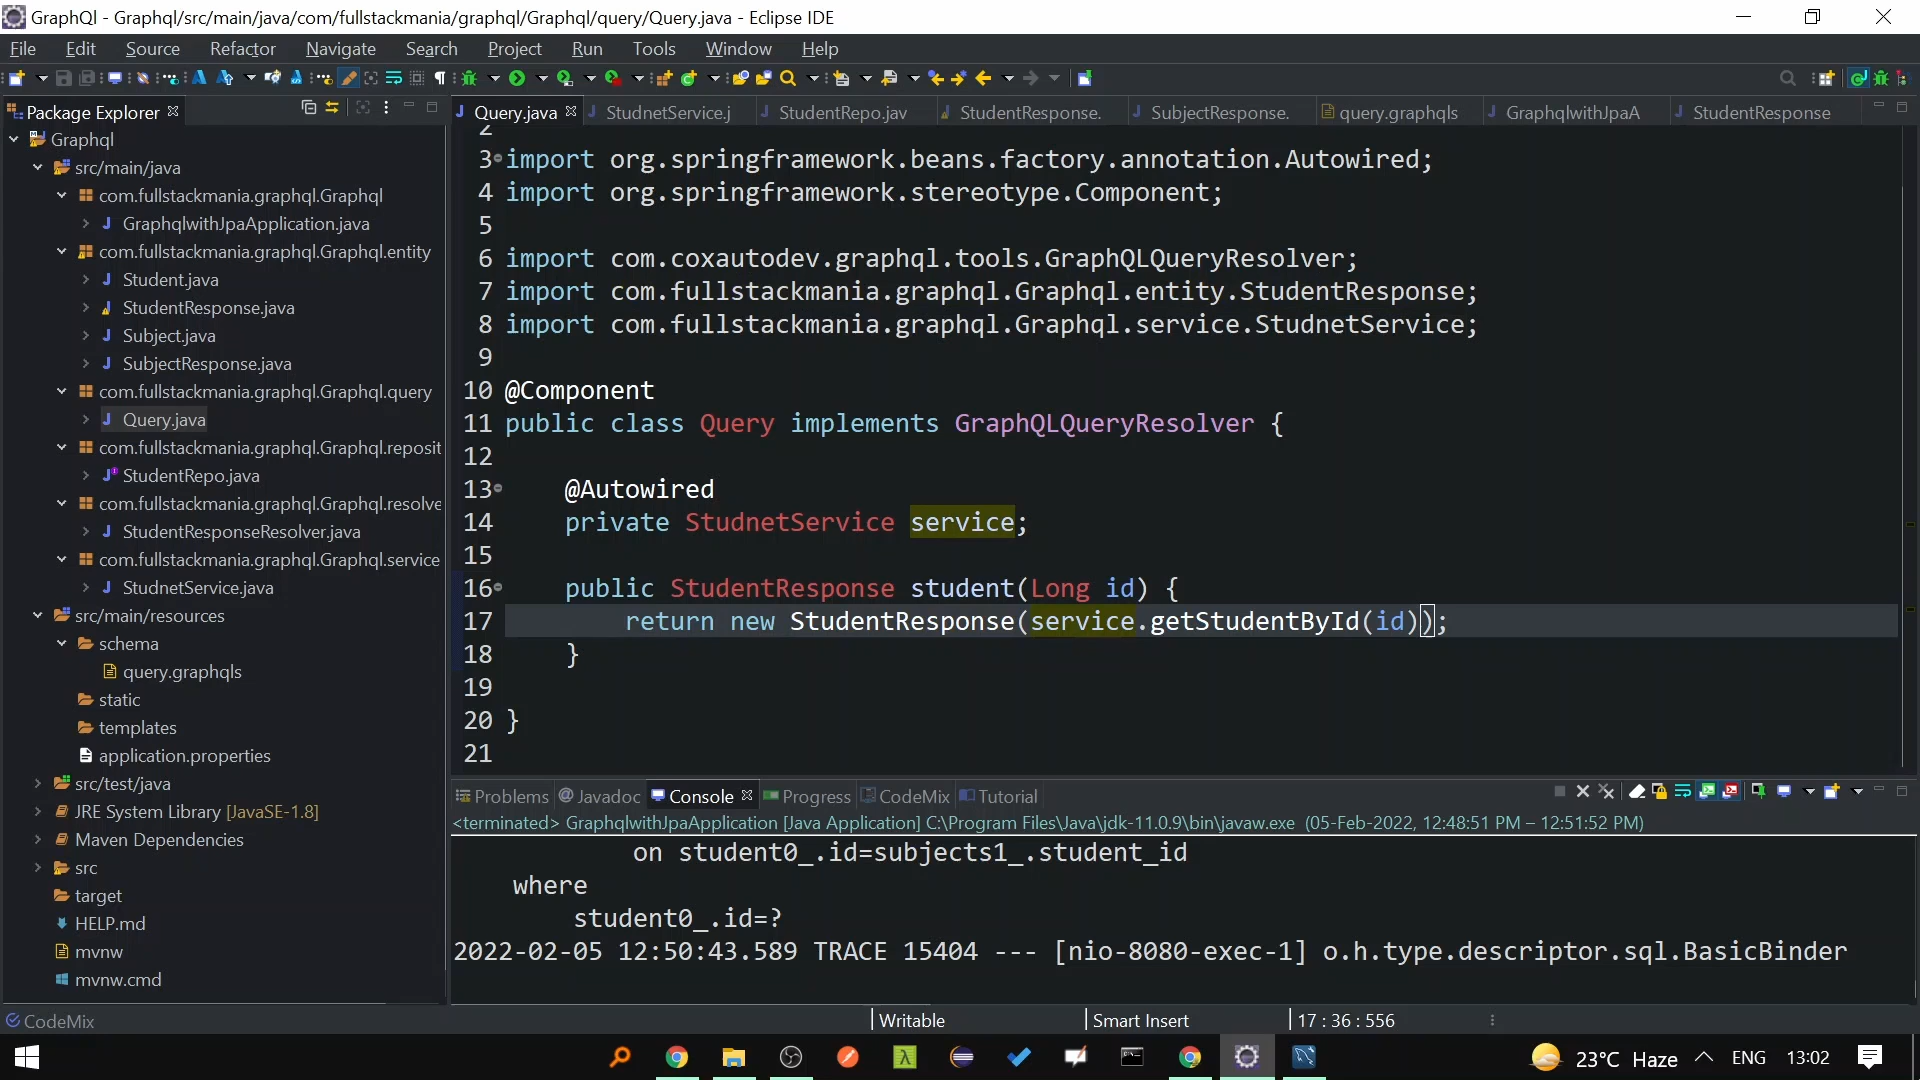 GraphQl - Graphql/src/main/java/com/fullstackmania/graphql/Graphql/query/Query.java - Eclipse IDE
File Edit Source Refactor Navigate Search Project Run Tools Window Help
Package Explorer
Graphql
src/main/java
com.fullstackmania.graphql.Graphql
GraphqlwithJpaApplication.java
com.fullstackmania.graphql.Graphql.entity
Student.java
StudentResponse.java
Subject.java
SubjectResponse.java
com.fullstackmania.graphql.Graphql.query
Query.java
com.fullstackmania.graphql.Graphql.reposit
StudentRepo.java
com.fullstackmania.graphql.Graphql.resolve
StudentResponseResolver.java
com.fullstackmania.graphql.Graphql.service
StudnetService.java
src/main/resources
schema
query.graphqls
static
templates
application.properties
src/test/java
JRE System Library [JavaSE-1.8]
Maven Dependencies
src
target
HELP.md
mvnw
mvnw.cmd
Query.java StudnetService.j StudentRepo.jav StudentResponse. SubjectResponse. query.graphqls GraphqlwithJpaA StudentResponse
2
3 import org.springframework.beans.factory.annotation.Autowired;
4 import org.springframework.stereotype.Component;
5
6 import com.coxautodev.graphql.tools.GraphQLQueryResolver;
7 import com.fullstackmania.graphql.Graphql.entity.StudentResponse;
8 import com.fullstackmania.graphql.Graphql.service.StudnetService;
9
10 @Component
11 public class Query implements GraphQLQueryResolver {
12
13 @Autowired
14 private StudnetService service;
15
16 public StudentResponse student(Long id) {
17 return new StudentResponse(service.getStudentById(id));
18 }
19
20 }
21
Problems @ Javadoc Console Progress CodeMix Tutorial
<terminated> GraphqlwithJpaApplication [Java Application] C:\Program Files\Java\jdk-11.0.9\bin\javaw.exe (05-Feb-2022, 12:48:51 PM – 12:51:52 PM)
on student0_.id=subjects1_.student_id
where
student0_.id=?
2022-02-05 12:50:43.589 TRACE 15404 --- [nio-8080-exec-1] o.h.type.descriptor.sql.BasicBinder
CodeMix Writable Smart Insert 17 : 36 : 556
23°C Haze ENG 13:02